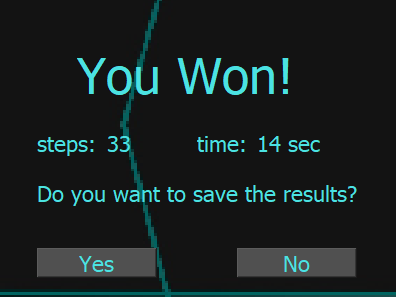 You Won!
steps: 33 time: 14 sec
Do you want to save the results?
Yes No